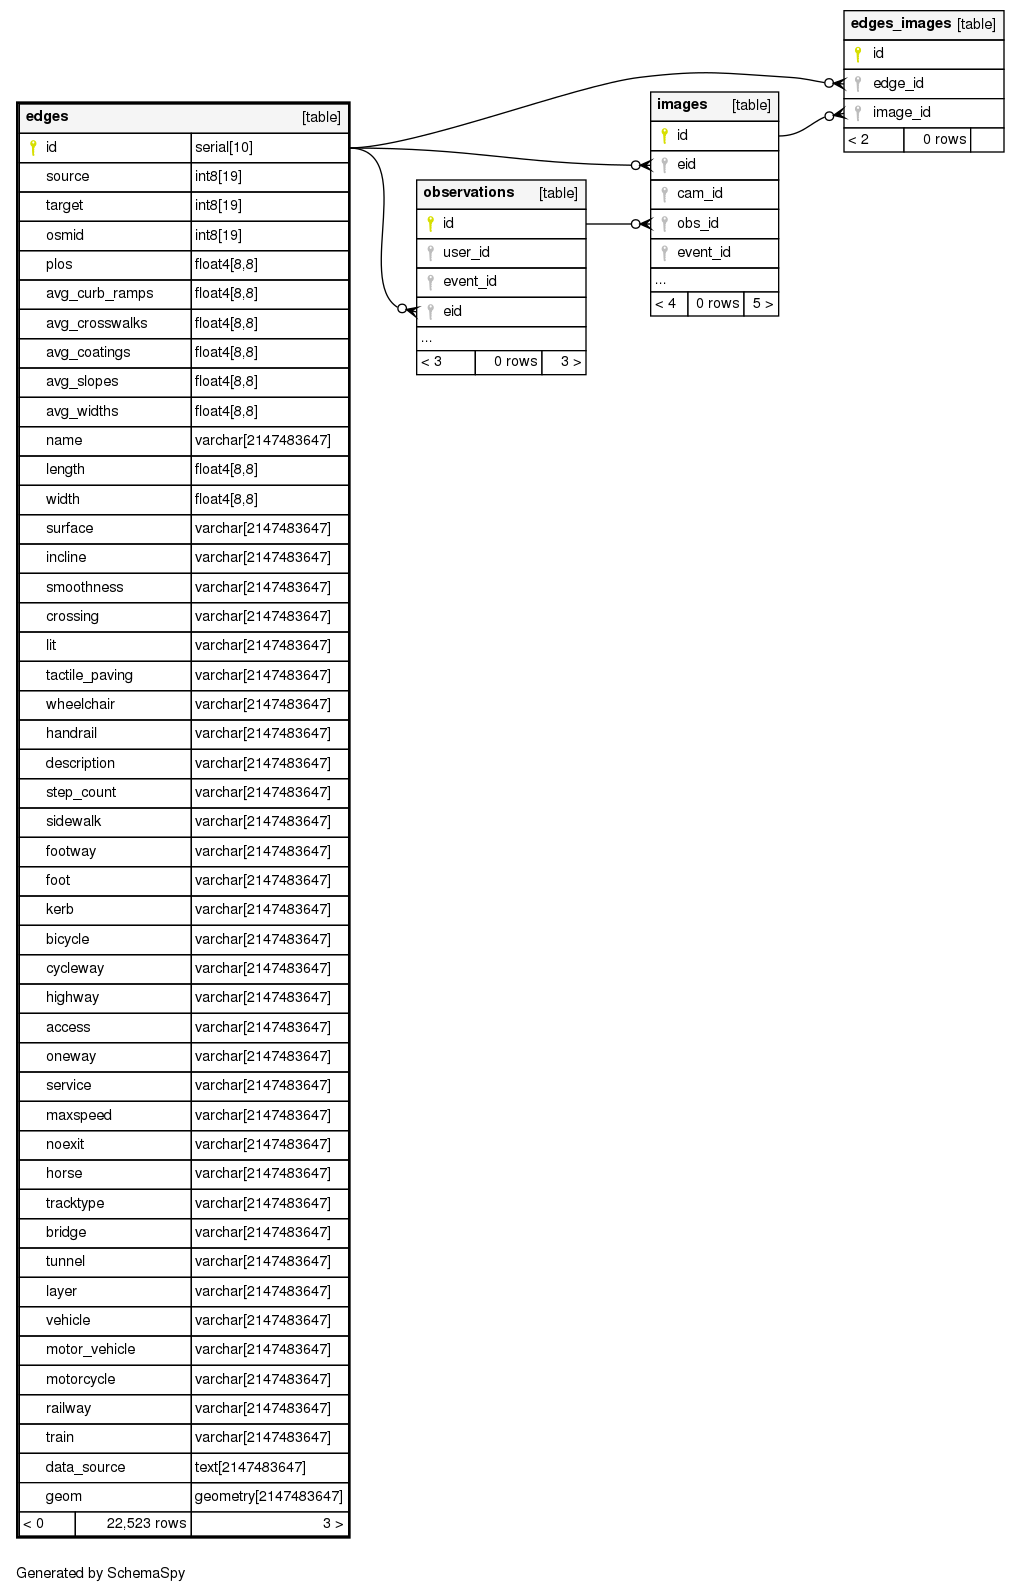 edges_images [table]
id
edge_id
image_id
< 2 0 rows
images [table]
id
eid
cam_id
obs_id
event_id
...
< 4 0 rows 5 >
observations [table]
id
user_id
event_id
eid
...
< 3 0 rows 3 >
edges [table]
id serial[10]
source int8[19]
target int8[19]
osmid int8[19]
plos float4[8,8]
avg_curb_ramps float4[8,8]
avg_crosswalks float4[8,8]
avg_coatings float4[8,8]
avg_slopes float4[8,8]
avg_widths float4[8,8]
name varchar[2147483647]
length float4[8,8]
width float4[8,8]
surface varchar[2147483647]
incline varchar[2147483647]
smoothness varchar[2147483647]
crossing varchar[2147483647]
lit varchar[2147483647]
tactile_paving varchar[2147483647]
wheelchair varchar[2147483647]
handrail varchar[2147483647]
description varchar[2147483647]
step_count varchar[2147483647]
sidewalk varchar[2147483647]
footway varchar[2147483647]
foot varchar[2147483647]
kerb varchar[2147483647]
bicycle varchar[2147483647]
cycleway varchar[2147483647]
highway varchar[2147483647]
access varchar[2147483647]
oneway varchar[2147483647]
service varchar[2147483647]
maxspeed varchar[2147483647]
noexit varchar[2147483647]
horse varchar[2147483647]
tracktype varchar[2147483647]
bridge varchar[2147483647]
tunnel varchar[2147483647]
layer varchar[2147483647]
vehicle varchar[2147483647]
motor_vehicle varchar[2147483647]
motorcycle varchar[2147483647]
railway varchar[2147483647]
train varchar[2147483647]
data_source text[2147483647]
geom geometry[2147483647]
< 0 22,523 rows 3 >
Generated by SchemaSpy